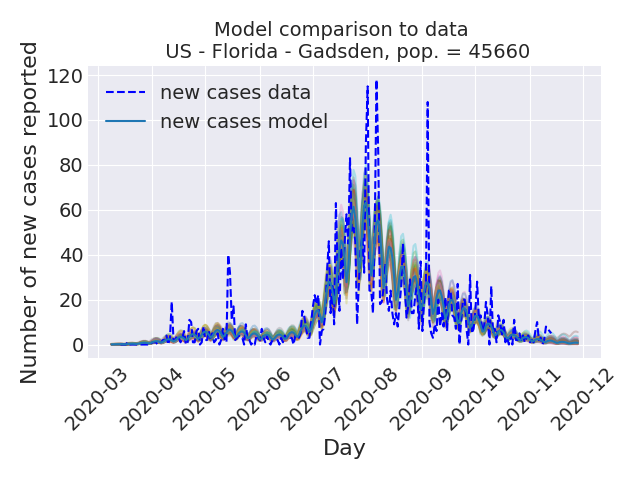 Model comparison to data
US - Florida - Gadsden, pop. = 45660
new cases data
new cases model
Number of new cases reported
120
100
80
60
40
20
0
2020-03
2020-04
2020-05
2020-06
2020-07
2020-08
2020-09
2020-10
2020-11
2020-12
Day